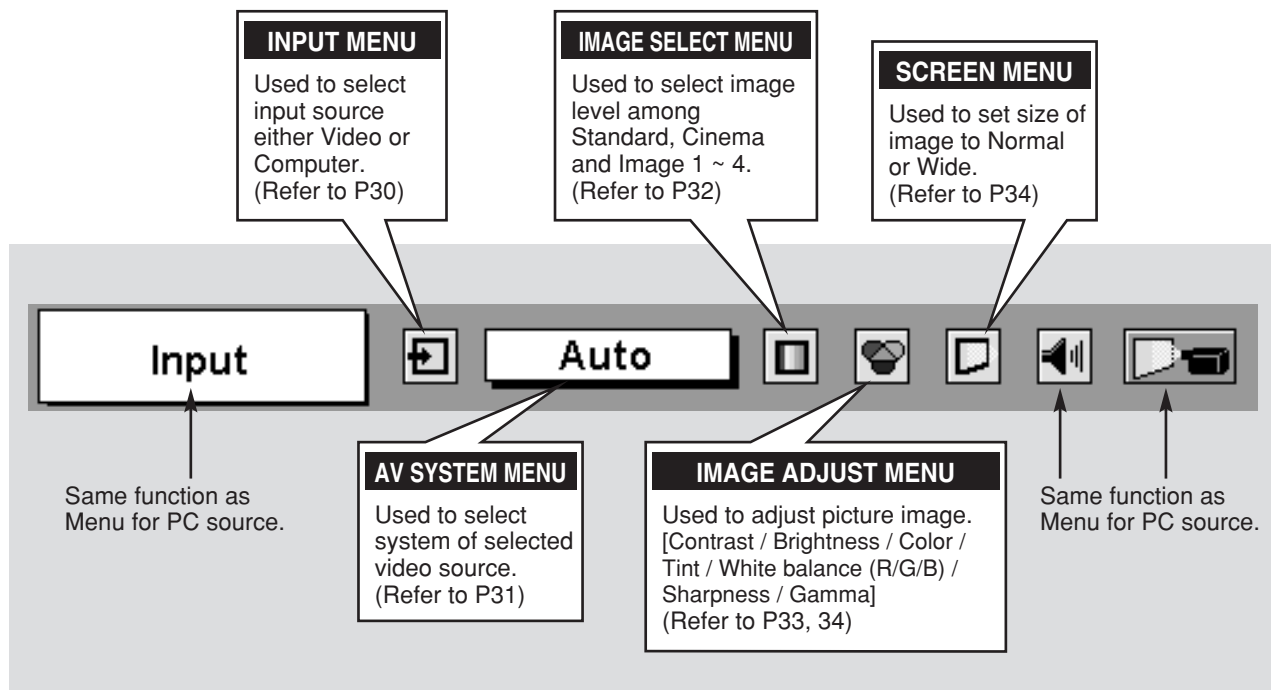 INPUT MENU
Used to select
input source
either Video or
Computer.
(Refer to P30)
IMAGE SELECT MENU
Used to select image
level among
Standard, Cinema
and Image 1 ~ 4.
(Refer to P32)
SCREEN MENU
Used to set size of
image to Normal
or Wide.
(Refer to P34)
Input
Auto
Same function as
Menu for PC source.
AV SYSTEM MENU
Used to select
system of selected
video source.
(Refer to P31)
IMAGE ADJUST MENU
Used to adjust picture image.
[Contrast / Brightness / Color /
Tint / White balance (R/G/B) /
Sharpness / Gamma]
(Refer to P33, 34)
Same function as
Menu for PC source.